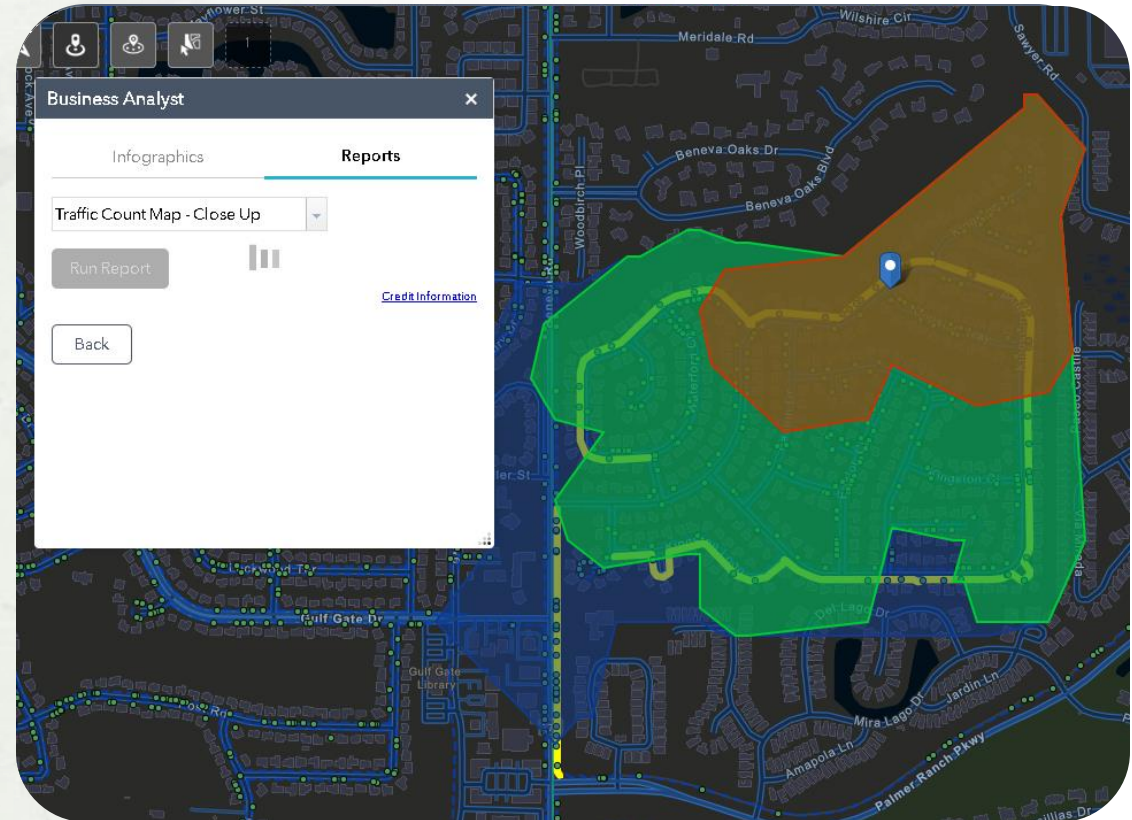 Wilshire Cir
Meridale Rd
Sawyer Rd
1
Business Analyst
Infographics
Reports
Traffic Count Map - Close Up
Run Report
Credit Information
Back
Beneva Oaks Dr
Beneva Oaks Blvd
Woodbirch Pl
Gulf Gate Dr
Gulf Gate
Library
Del Lago Dr
Mira Lago Dr
Jardin Ln
Amapola Ln
Palmer Ranch Pkwy